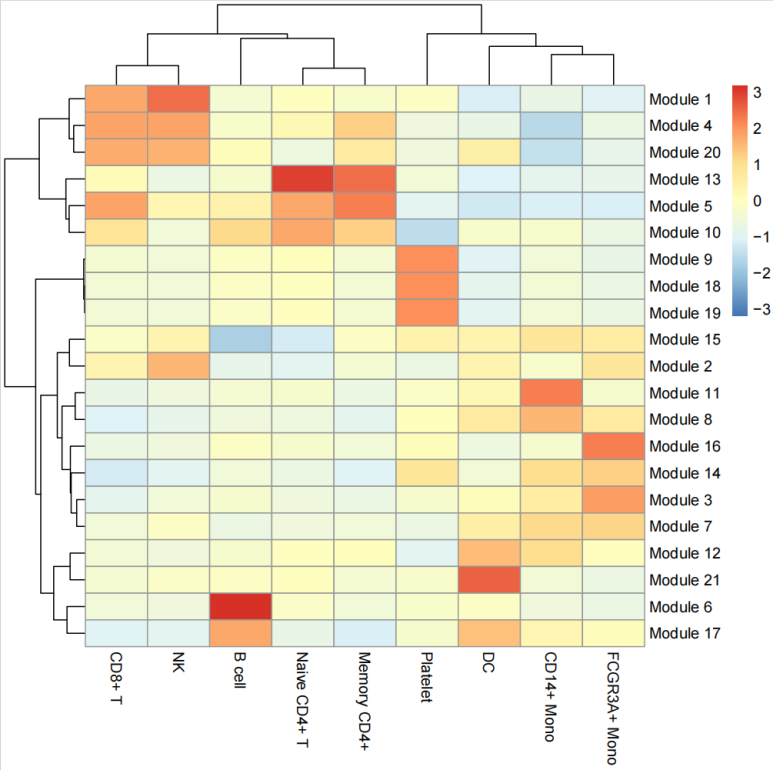 Module 1
Module 4
Module 20
Module 13
Module 5
Module 10
Module 9
Module 18
Module 19
Module 15
Module 2
Module 11
Module 8
Module 16
Module 14
Module 3
Module 7
Module 12
Module 21
Module 6
Module 17
3
2
1
0
−1
−2
−3
CD8+ T
NK
B cell
Naive CD4+ T
Memory CD4+
Platelet
DC
CD14+ Mono
FCGR3A+ Mono